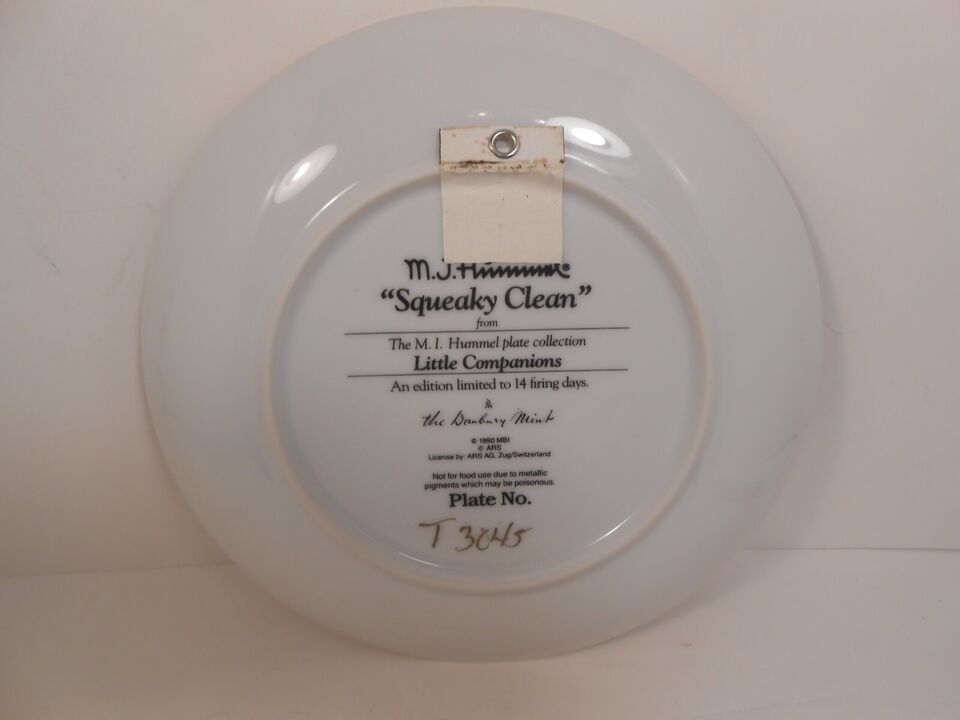 M.J. Hummel®
“Squeaky Clean”
from
The M. I. Hummel plate collection
Little Companions
An edition limited to 14 firing days.
the Danbury Mint
© 1990 MBI
© ARS
License by: ARS AG, Zug/Switzerland
Not for food use due to metallic
pigments which may be poisonous.
Plate No.
T 3045